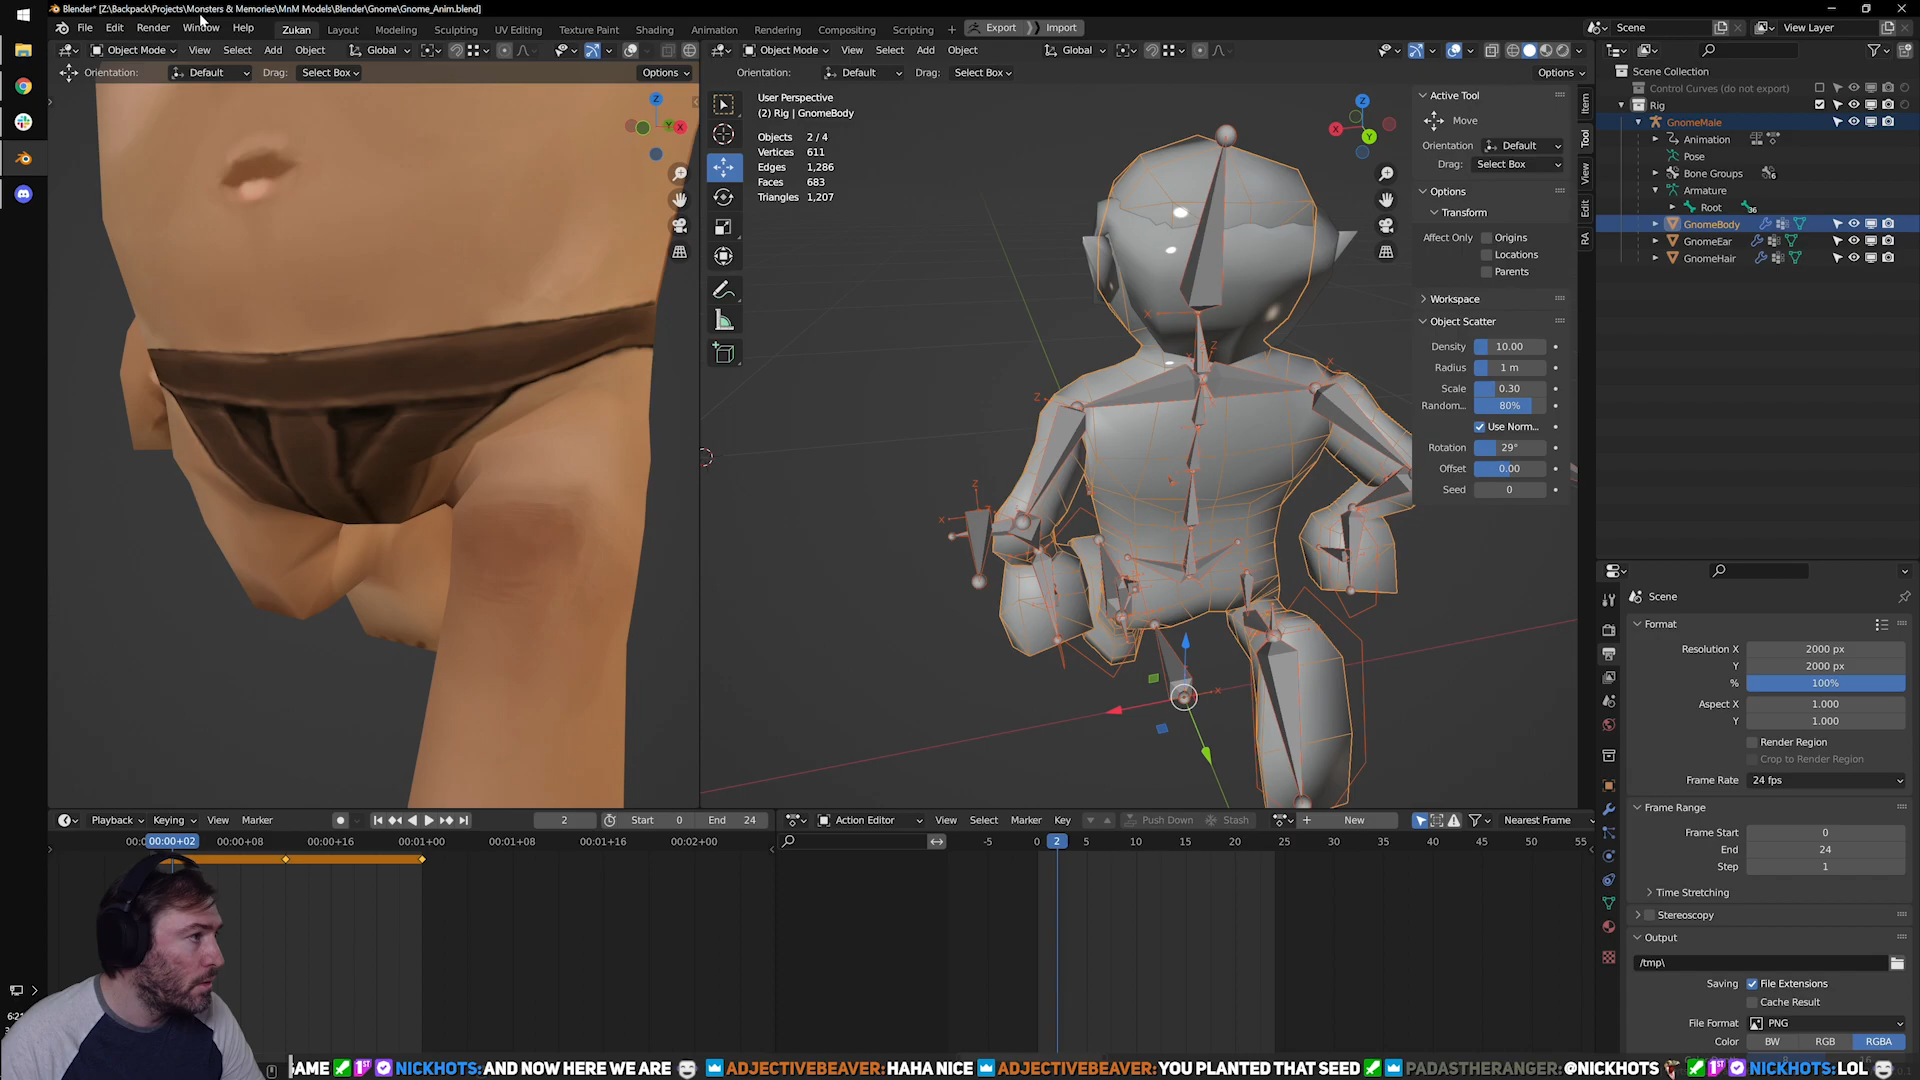 Blender* [Z:\Backpack\Projects\Monsters & Memories\MnM Models\Blender\Gnome\Gnome_Anim.blend]
File Edit Render Window Help Zukan Layout Modeling Sculpting UV Editing Texture Paint Shading Animation Rendering Compositing Scripting + Export Import Scene View Layer
Object Mode View Select Add Object Global
Object Mode View Select Add Object Global
Orientation: Default Drag: Select Box Options
Orientation: Default Drag: Select Box Options
User Perspective
(2) Rig | GnomeBody
Objects 2 / 4
Vertices 611
Edges 1,286
Faces 683
Triangles 1,207
Active Tool
Move
Orientation Default
Drag: Select Box
Options
Transform
Affect Only Origins
Locations
Parents
Workspace
Object Scatter
Density 10.00
Radius 1 m
Scale 0.30
Random... 80%
Use Norm...
Rotation 29°
Offset 0.00
Seed 0
Item
Tool
View
Edit
RA
Scene Collection
Control Curves (do not export)
Rig
GnomeMale
Animation
Pose
Bone Groups 6
Armature
Root 36
GnomeBody
GnomeEar
GnomeHair
Scene
Format
Resolution X 2000 px
Y 2000 px
% 100%
Aspect X 1.000
Y 1.000
Render Region
Crop to Render Region
Frame Rate 24 fps
Frame Range
Frame Start 0
End 24
Step 1
Time Stretching
Stereoscopy
Output
/tmp\
Saving File Extensions
Cache Result
File Format PNG
Color BW RGB RGBA
Playback Keying View Marker 2 Start 0 End 24
00:00+02 00:00+08 00:00+16 00:01+00 00:01+08 00:01+16 00:02+00
Action Editor View Select Marker Key Push Down Stash + New Nearest Frame
-5 0 2 5 10 15 20 25 30 35 40 45 50 55
NICKHOTS: AND NOW HERE WE ARE ADJECTIVEBEAVER: HAHA NICE ADJECTIVEBEAVER: YOU PLANTED THAT SEED PADASTHERANGER: @NICKHOTS NICKHOTS: LOL